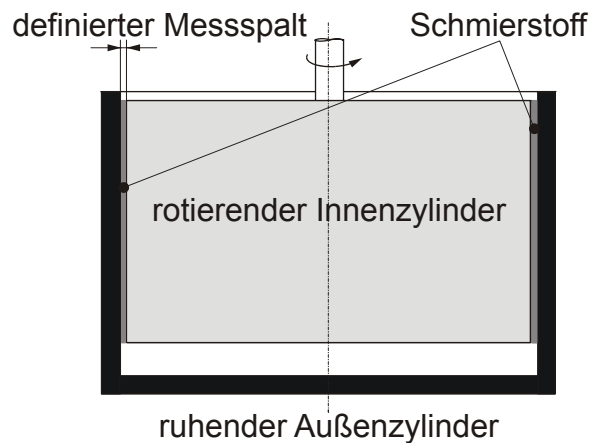 definierter Messspalt
Schmierstoff
rotierender Innenzylinder
ruhender Außenzylinder